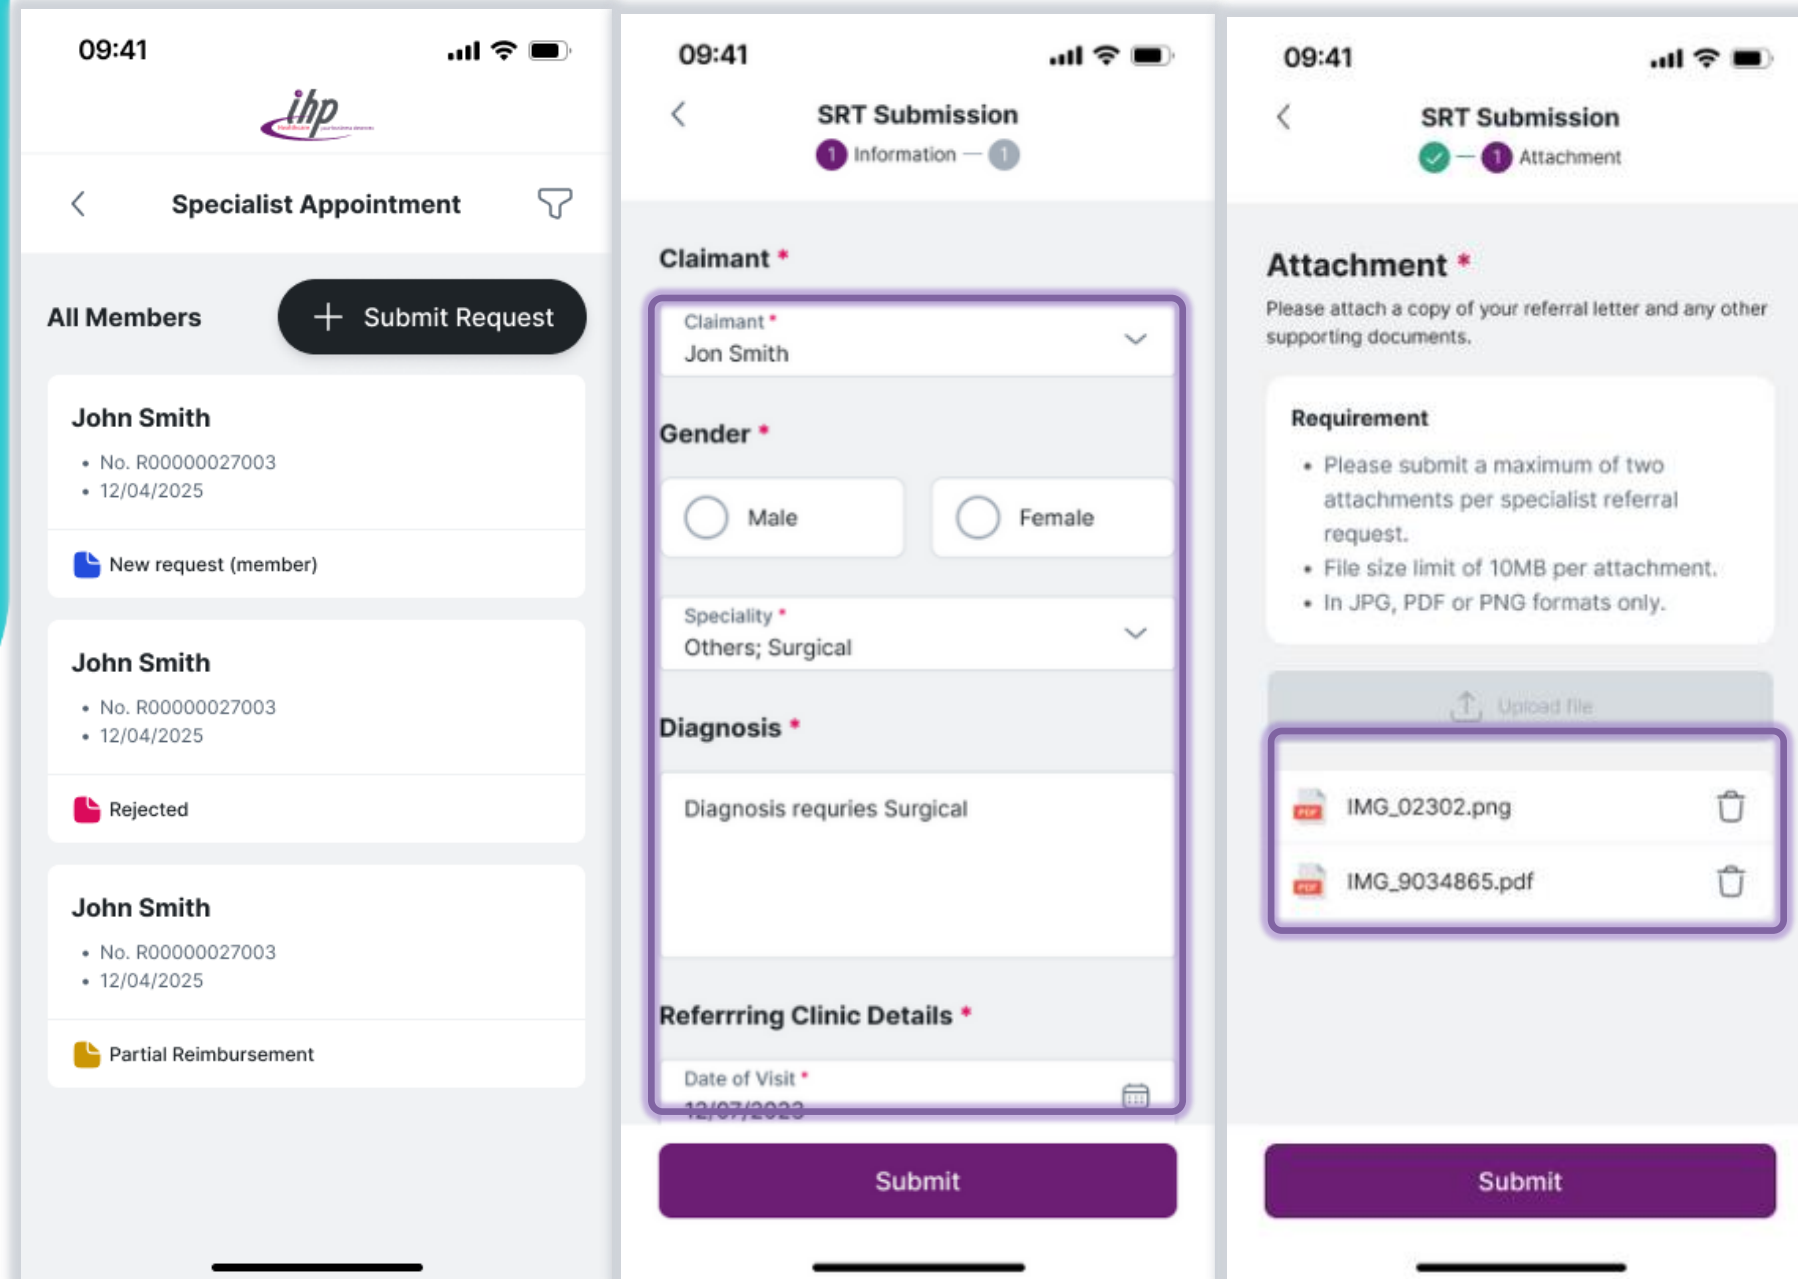 09:41
ihp
Specialist Appointment
All Members
+ Submit Request
John Smith
• No. R00000027003
• 12/04/2025
New request (member)
John Smith
• No. R00000027003
• 12/04/2025
Rejected
John Smith
• No. R00000027003
• 12/04/2025
Partial Reimbursement
09:41
SRT Submission
1 Information — 1
Claimant *
Claimant *
Jon Smith
Gender *
Male
Female
Speciality *
Others; Surgical
Diagnosis *
Diagnosis requries Surgical
Referrring Clinic Details *
Date of Visit *
12/07/2023
Submit
09:41
SRT Submission
1 Attachment
Attachment *
Please attach a copy of your referral letter and any other
supporting documents.
Requirement
• Please submit a maximum of two
attachments per specialist referral
request.
• File size limit of 10MB per attachment.
• In JPG, PDF or PNG formats only.
Upload file
PDF IMG_02302.png
PDF IMG_9034865.pdf
Submit